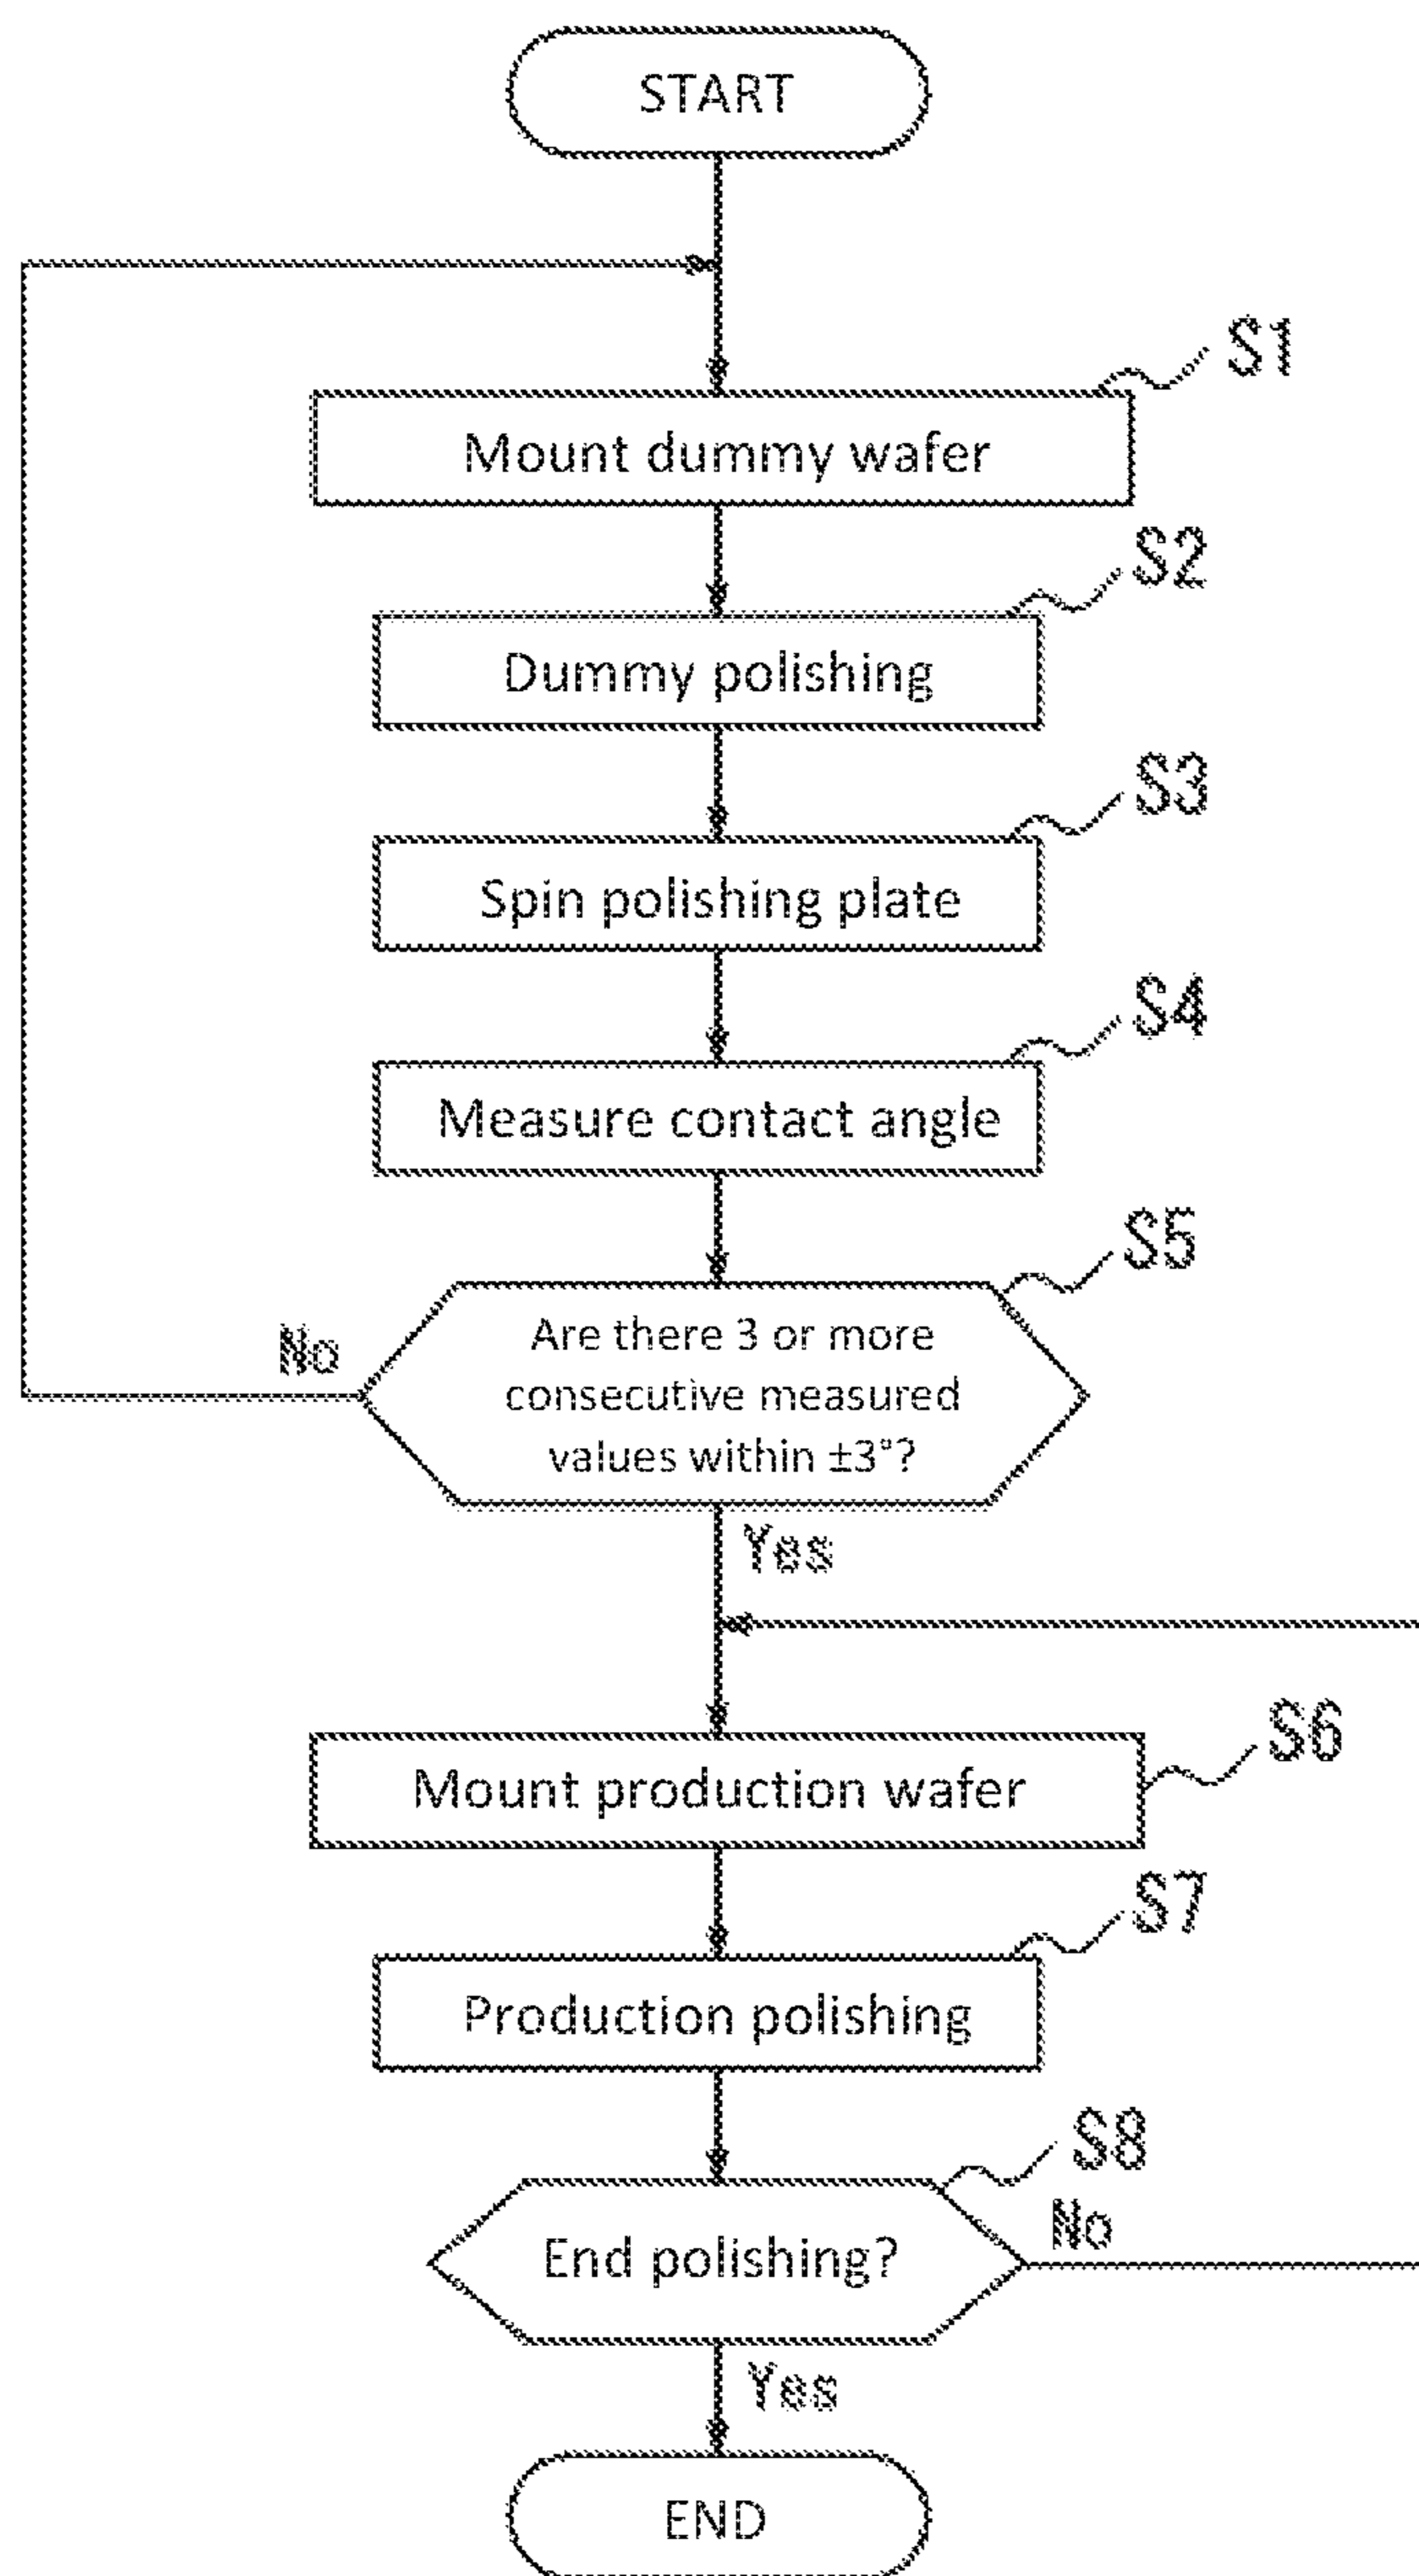 START
S1
Mount dummy wafer
S2
Dummy polishing
S3
Spin polishing plate
S4
Measure contact angle
S5
Are there 3 or more
consecutive measured
values within ±3°?
No
Yes
S6
Mount production wafer
S7
Production polishing
S8
End polishing?
No
Yes
END